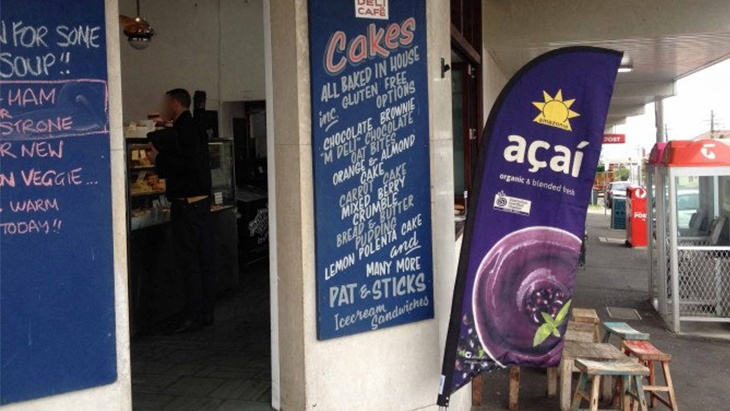 N FOR SOME
SOUP!!
HAM
STRONE
R NEW
N VEGGIE...
WARM
TODAY!!
DELI
CAFÉ
Cakes
ALL BAKED IN HOUSE
inc. GLUTEN FREE
OPTIONS
CHOCOLATE BROWNIE
"M DELI" CHOCOLATE
OAT BITES
ORANGE & ALMOND
CAKE
CARROT CAKE
MIXED BERRY
CRUMBLE
BREAD & BUTTER
PUDDING
LEMON POLENTA CAKE
and
MANY MORE
PAT & STICKS
Icecream
Sandwiches
amazonia
açaí
organic & blended fresh
POST